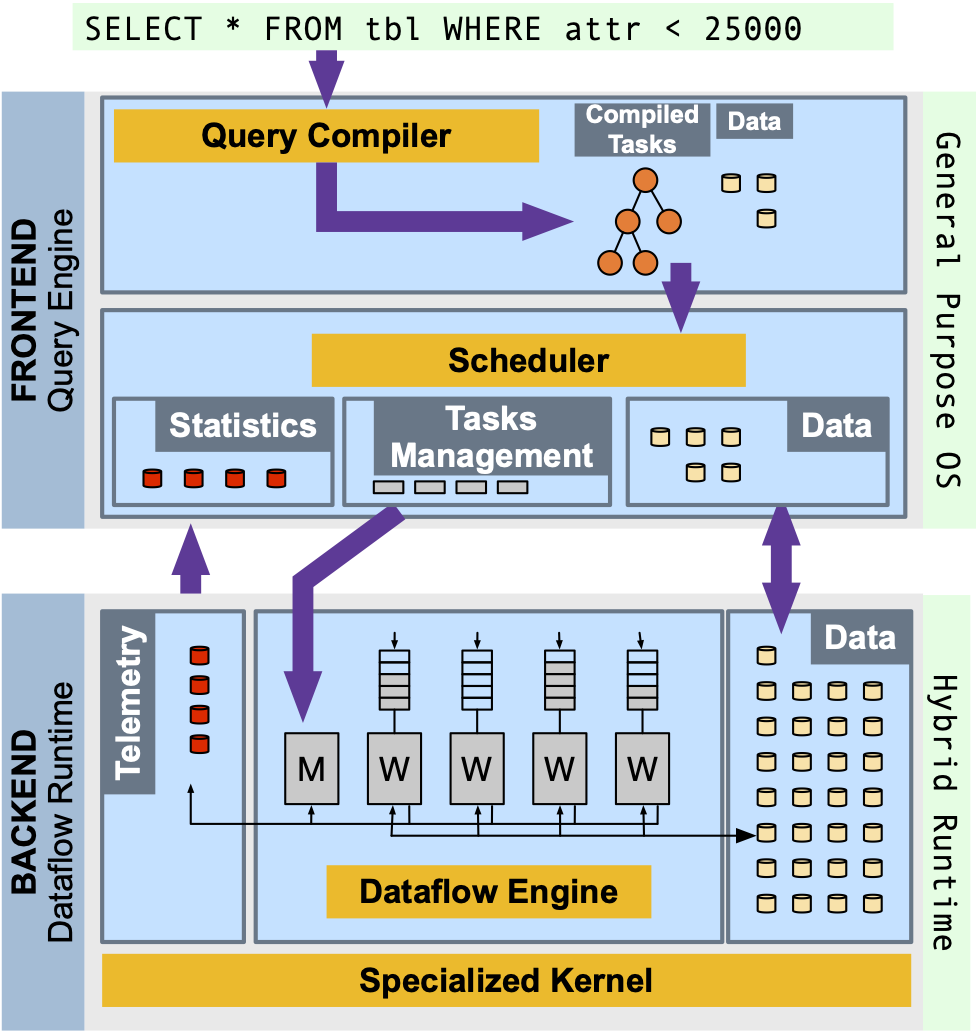 SELECT * FROM tbl WHERE attr < 25000
FRONTEND
Query Engine
Query Compiler
Compiled
Tasks
Data
General Purpose OS
Scheduler
Statistics
Tasks
Management
Data
BACKEND
Dataflow Runtime
Telemetry
M
W
W
W
W
Data
Hybrid Runtime
Dataflow Engine
Specialized Kernel